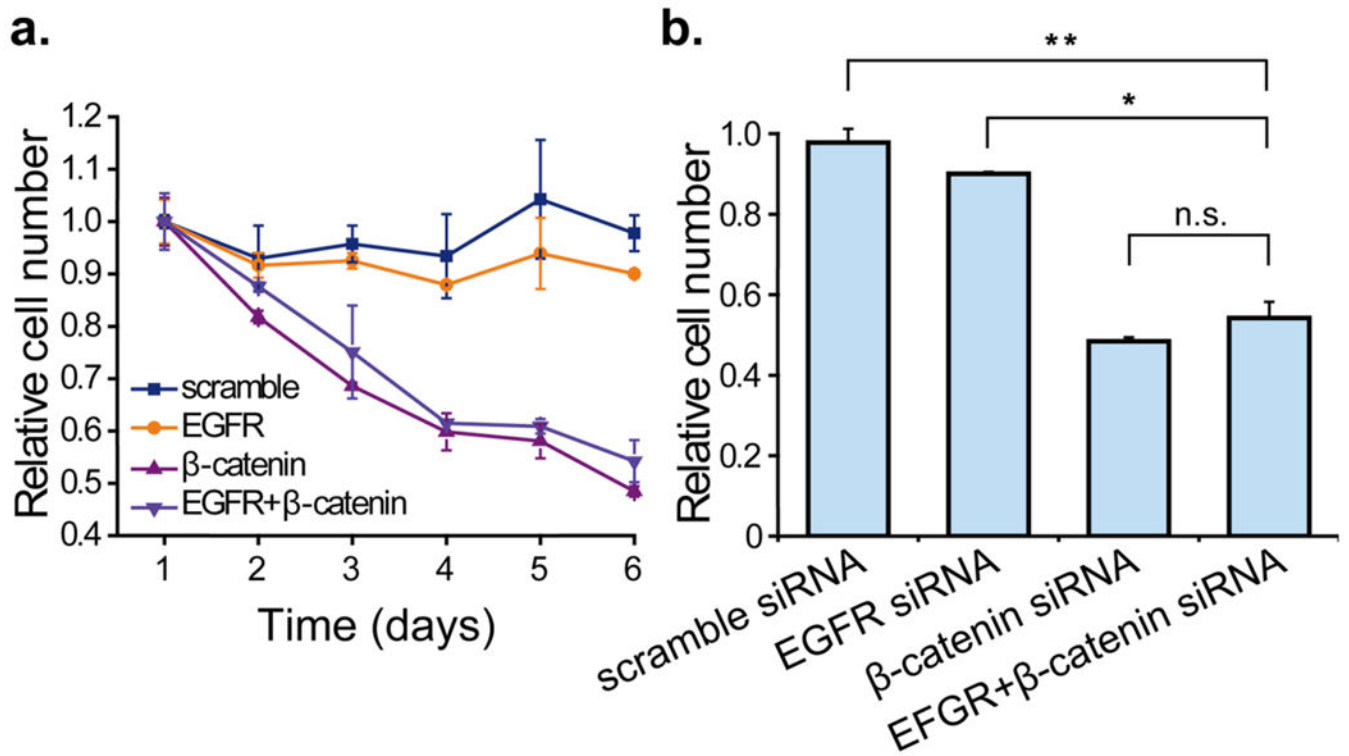 a.
Relative cell number
1.2
1.1
1.0
0.9
0.8
0.7
0.6
0.5
0.4
scramble
EGFR
β-catenin
EGFR+β-catenin
1 2 3 4 5 6
Time (days)
b.
**
*
n.s.
Relative cell number
1.0
0.8
0.6
0.4
0.2
0
scramble siRNA
EGFR siRNA
β-catenin siRNA
EFGR+β-catenin siRNA